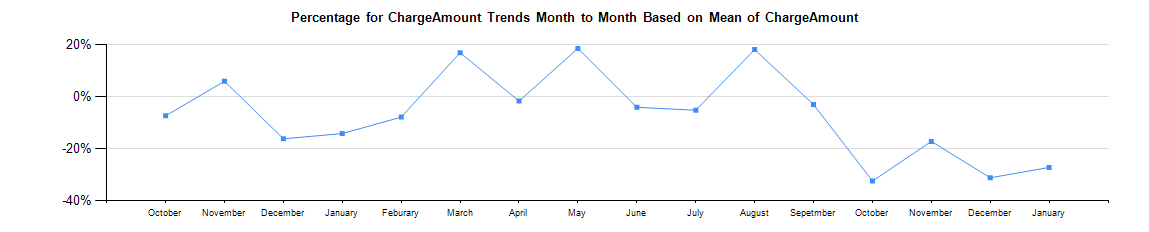 Percentage for ChargeAmount Trends Month to Month Based on Mean of ChargeAmount
20%
0%
-20%
-40%
October November December January Feburary March April May June July August Sepetmber October November December January